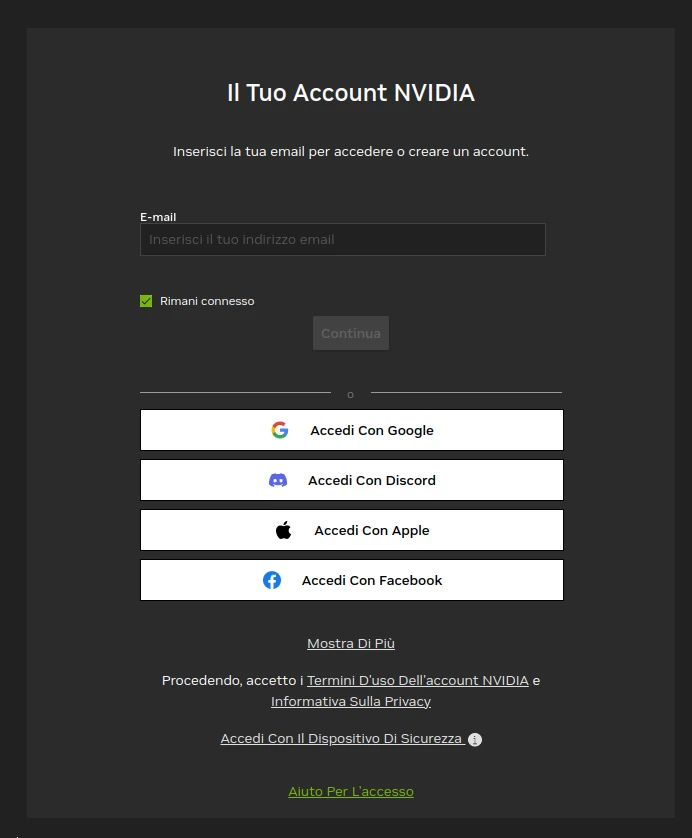 Il Tuo Account NVIDIA
Inserisci la tua email per accedere o creare un account.
E-mail
Inserisci il tuo indirizzo email
Rimani connesso
Continua
o
Accedi Con Google
Accedi Con Discord
Accedi Con Apple
Accedi Con Facebook
Mostra Di Più
Procedendo, accetto i Termini D'uso Dell'account NVIDIA e
Informativa Sulla Privacy
Accedi Con Il Dispositivo Di Sicurezza
Aiuto Per L'accesso